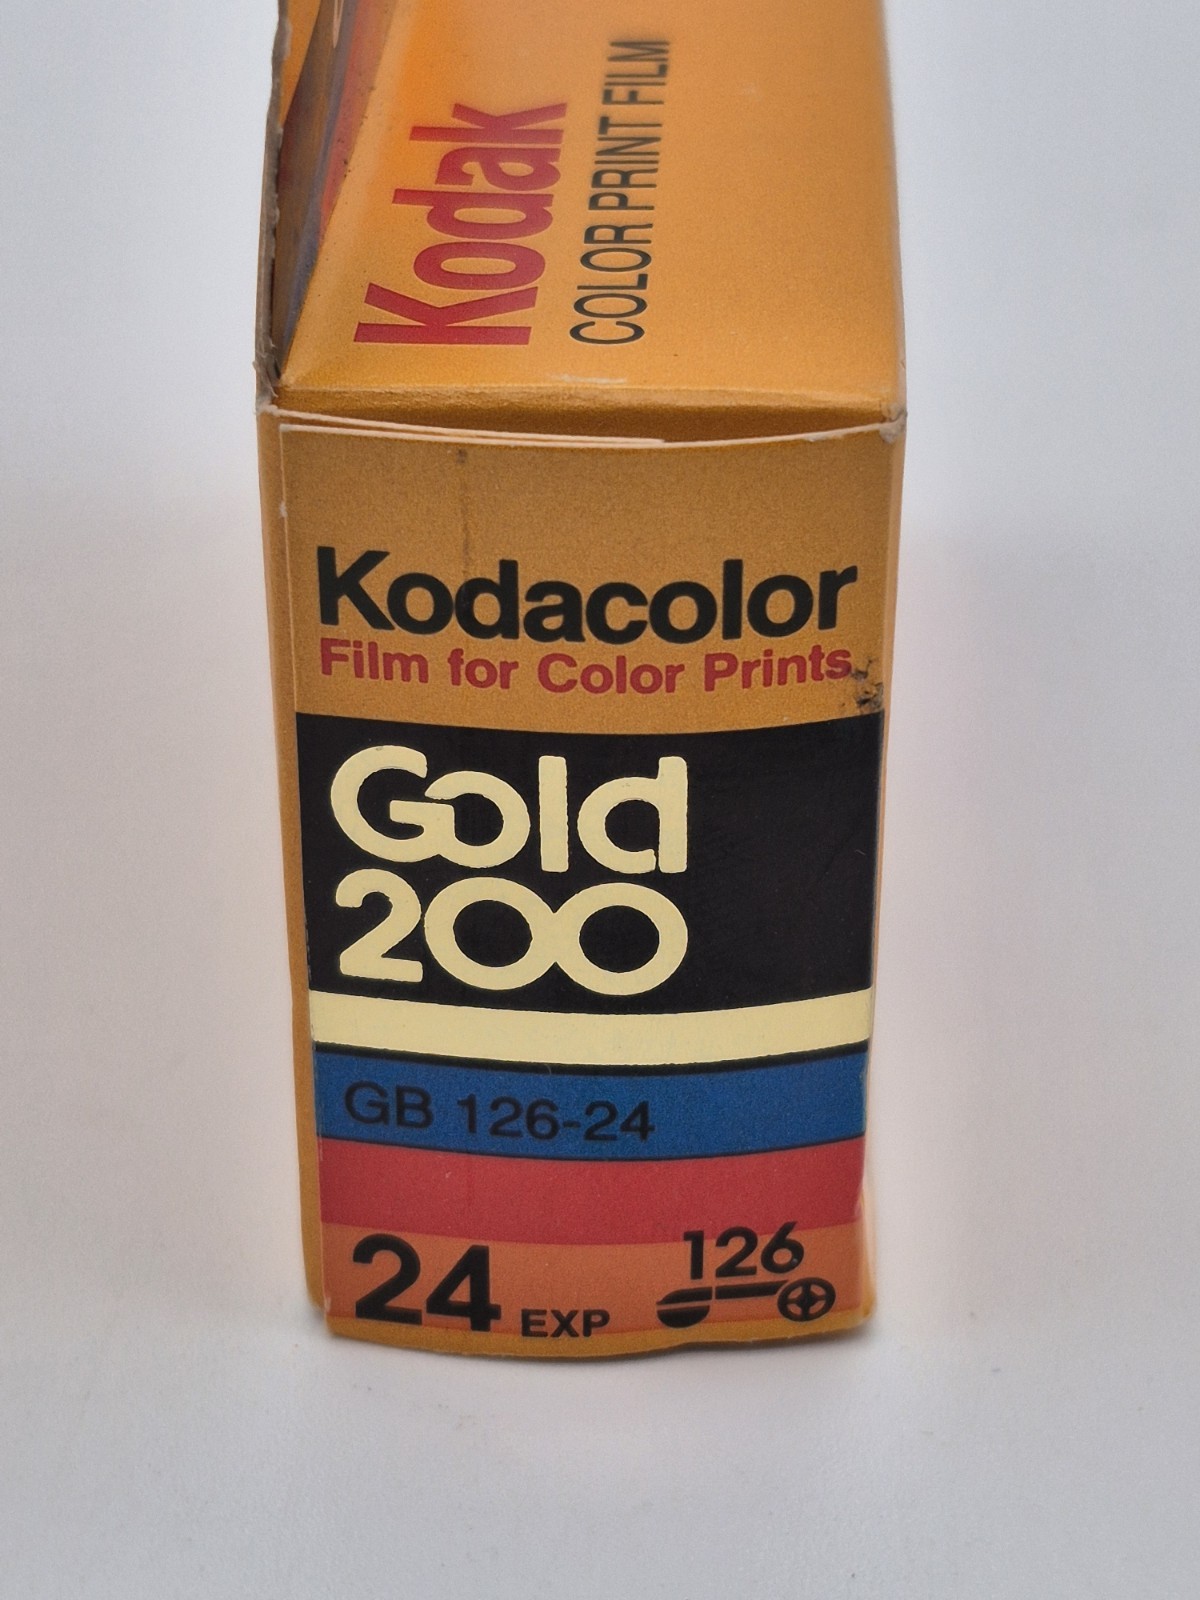 Kodak
COLOR PRINT FILM
Kodacolor
Film for Color Prints
Gold
200
GB 126-24
24 EXP
126